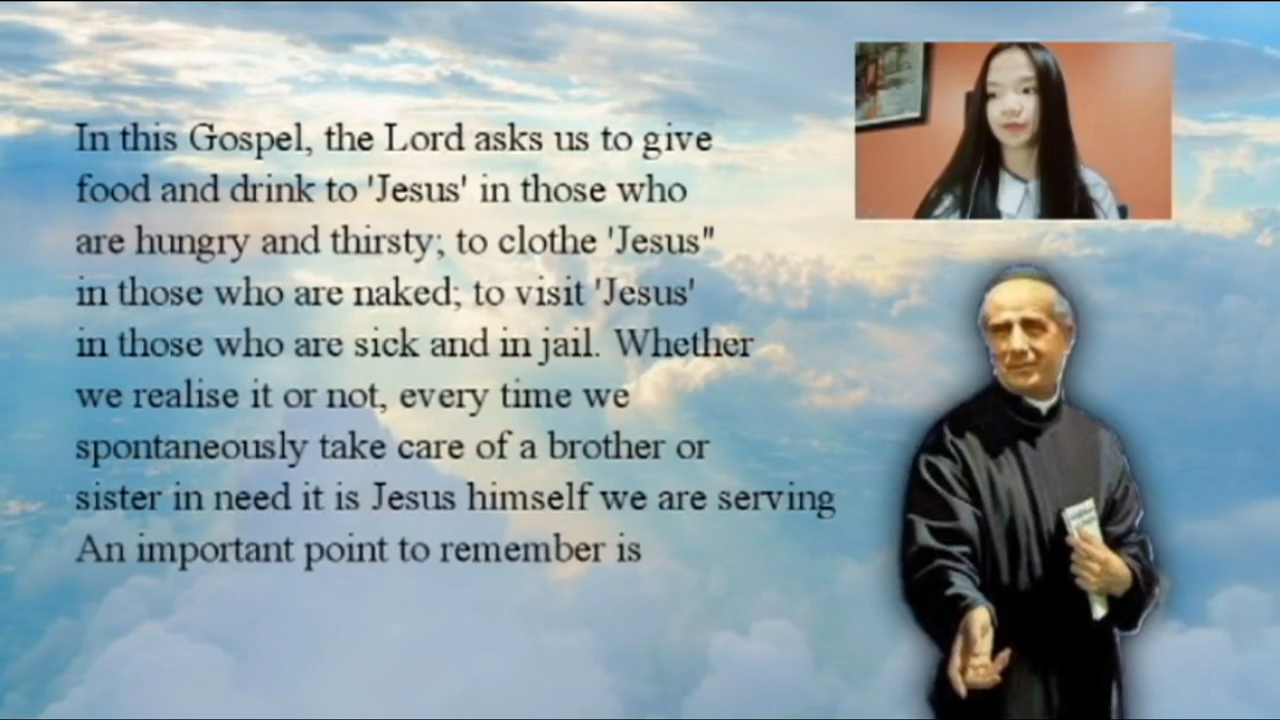 In this Gospel, the Lord asks us to give
food and drink to 'Jesus' in those who
are hungry and thirsty; to clothe 'Jesus"
in those who are naked; to visit 'Jesus'
in those who are sick and in jail. Whether
we realise it or not, every time we
spontaneously take care of a brother or
sister in need it is Jesus himself we are serving
An important point to remember is